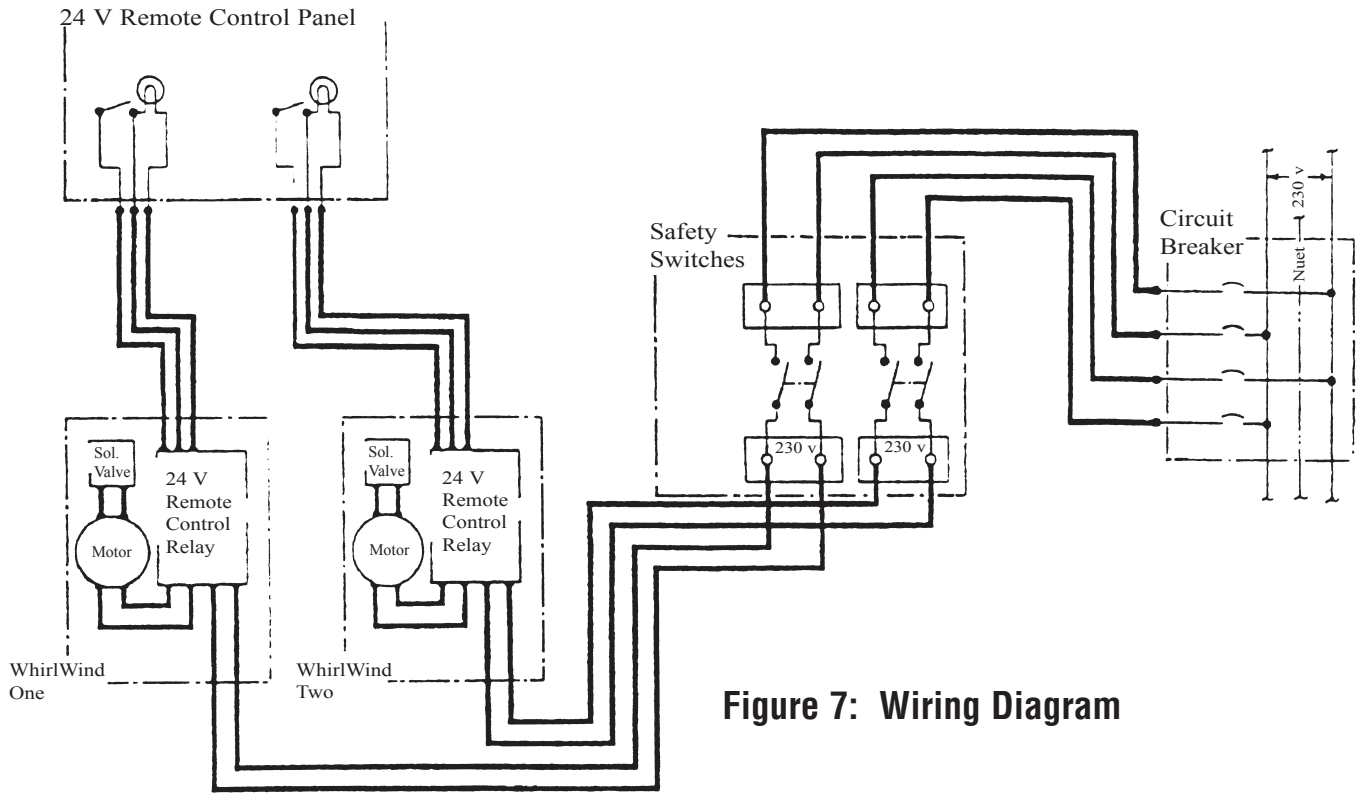 24 V Remote Control Panel
Safety
Switches
Circuit
Breaker
230 v
Nuet
230 v
230 v
Sol.
Valve
24 V
Remote
Control
Relay
Motor
WhirlWind
One
Sol.
Valve
24 V
Remote
Control
Relay
Motor
WhirlWind
Two
Figure 7: Wiring Diagram